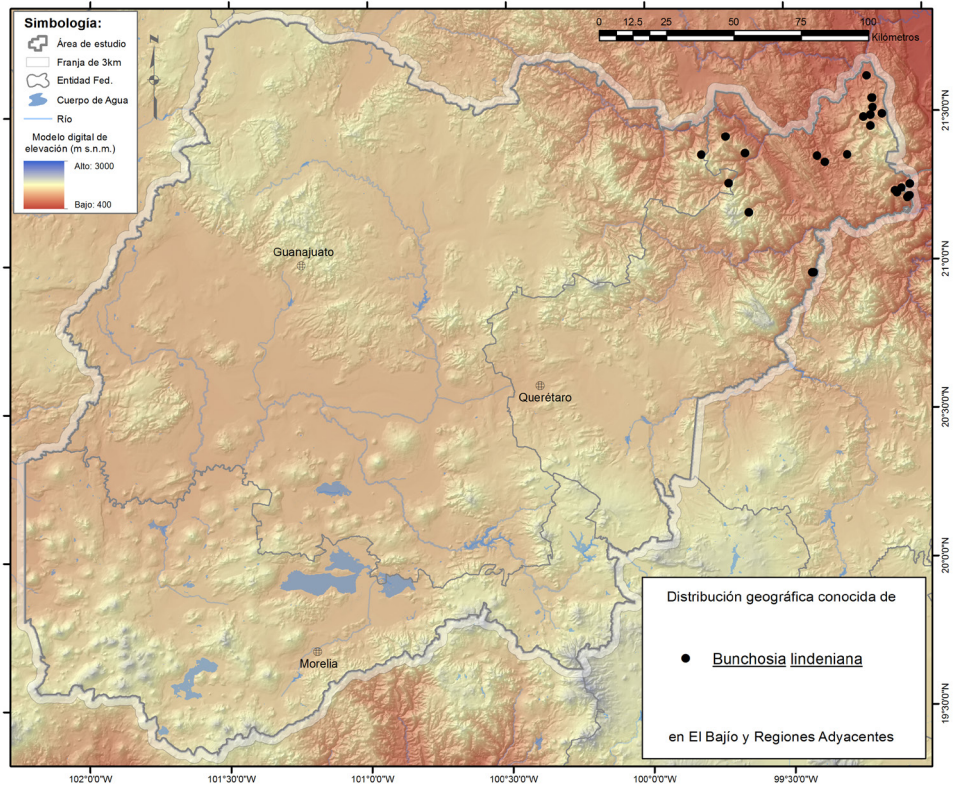 Simbología:
Área de estudio
Franja de 3km
Entidad Fed.
Cuerpo de Agua
Río
Modelo digital de
elevación (m s.n.m.)
Alto: 3000
Bajo: 400
N
0 12.5 25 50 75 100
Kilómetros
Guanajuato
Querétaro
Morelia
21°30'0"N
21°0'0"N
20°30'0"N
20°0'0"N
19°30'0"N
102°0'0"W
101°30'0"W
101°0'0"W
100°30'0"W
100°0'0"W
99°30'0"W
Distribución geográfica conocida de
Bunchosia lindeniana
en El Bajío y Regiones Adyacentes